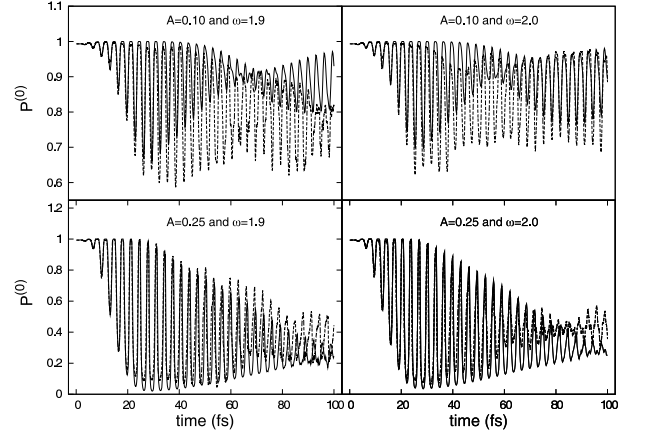 A=0.10 and ω=1.9
A=0.10 and ω=2.0
1.1
1
0.9
0.8
0.7
0.6
P(0)
A=0.25 and ω=1.9
A=0.25 and ω=2.0
1.2
1
0.8
0.6
0.4
0.2
0
P(0)
0 20 40 60 80 100
0 20 40 60 80 100
time (fs)
time (fs)